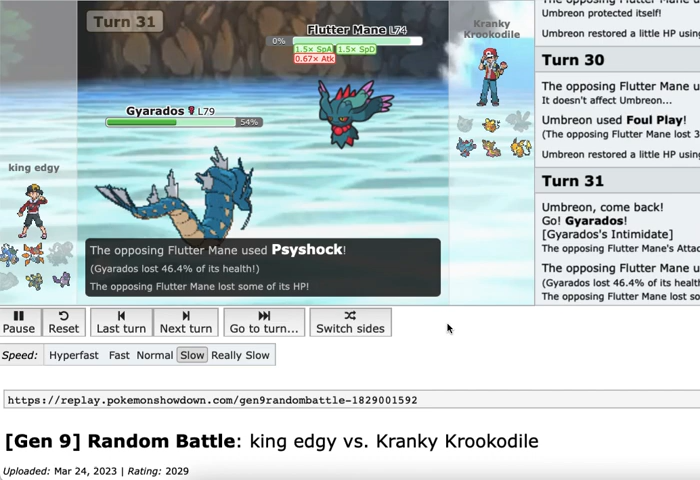 Turn 31
Flutter Mane L74
0%
1.5× SpA 1.5× SpD
0.67× Atk
Kranky
Krookodile
Gyarados L79
54%
king edgy
The opposing Flutter Mane used Psyshock!
(Gyarados lost 46.4% of its health!)
The opposing Flutter Mane lost some of its HP!
Umbreon protected itself!
Umbreon restored a little HP using
Turn 30
The opposing Flutter Mane u
It doesn't affect Umbreon...
Umbreon used Foul Play!
(The opposing Flutter Mane lost 3
Umbreon restored a little HP using
Turn 31
Umbreon, come back!
Go! Gyarados!
[Gyarados's Intimidate]
The opposing Flutter Mane's Attac
The opposing Flutter Mane u
(Gyarados lost 46.4% of its healt
The opposing Flutter Mane lost so
Pause Reset Last turn Next turn Go to turn... Switch sides
Speed: Hyperfast Fast Normal Slow Really Slow
https://replay.pokemonshowdown.com/gen9randombattle-1829001592
[Gen 9] Random Battle: king edgy vs. Kranky Krookodile
Uploaded: Mar 24, 2023 | Rating: 2029